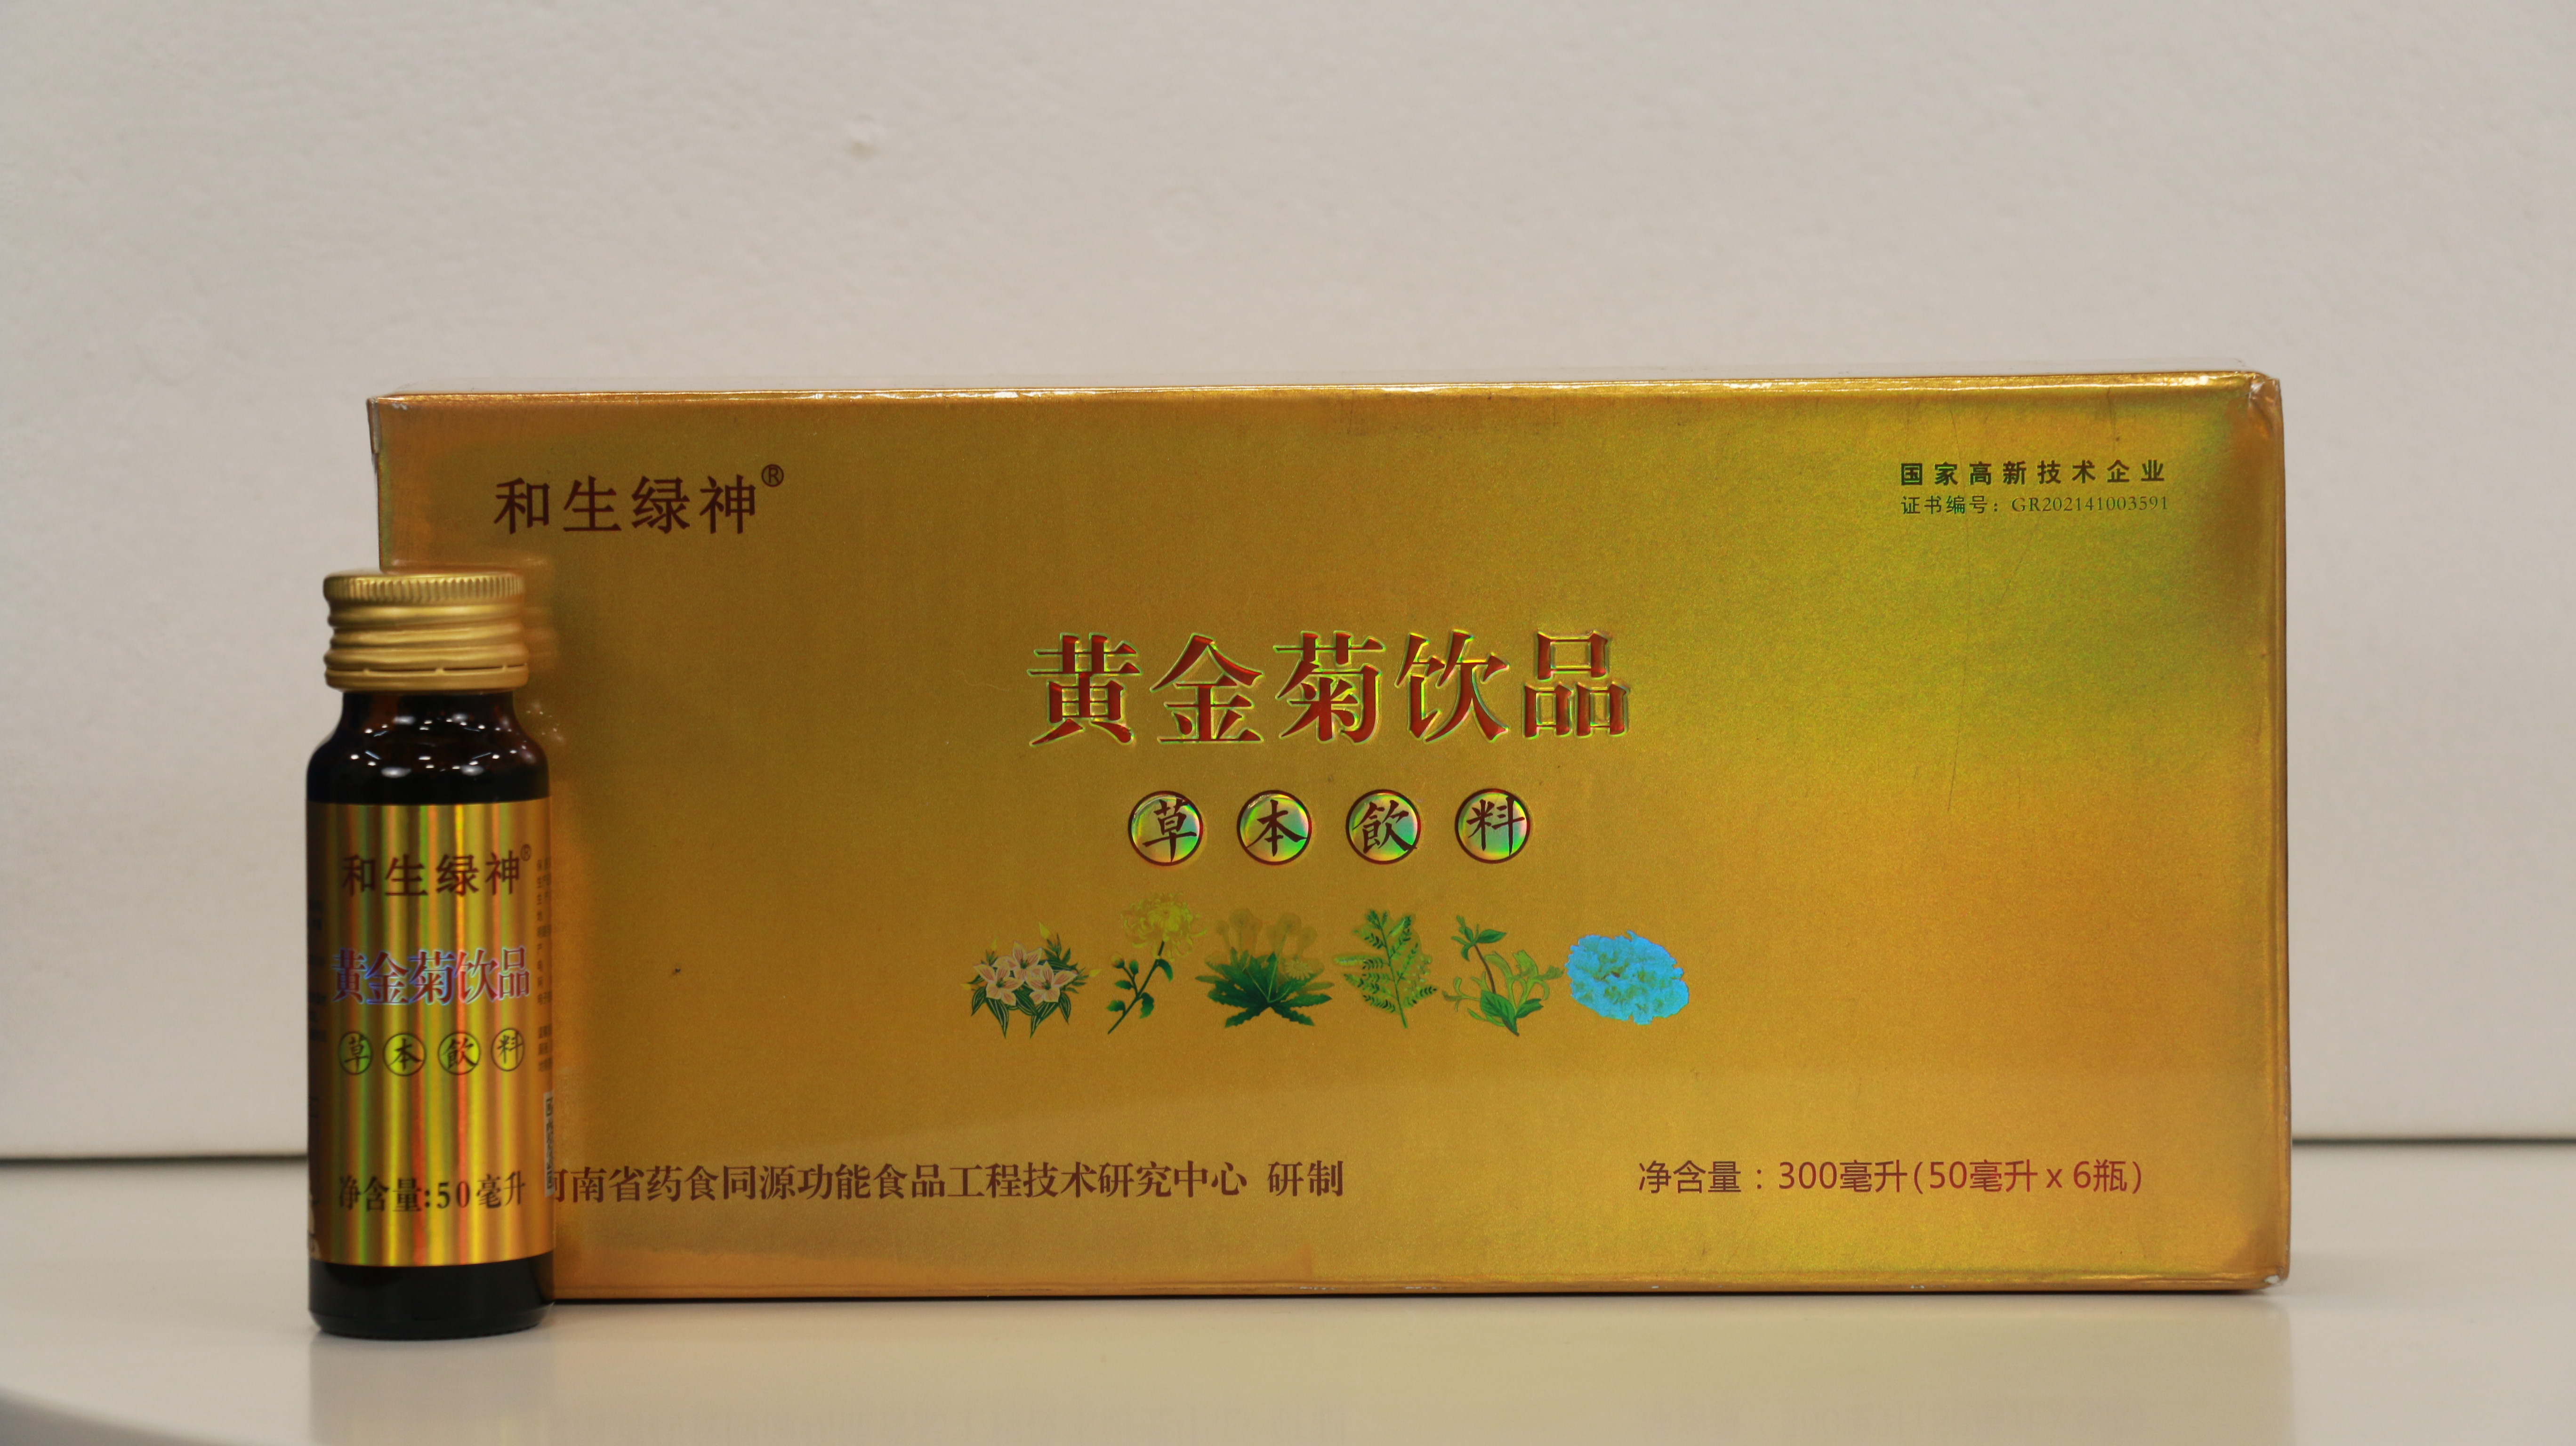 和生绿神®
国家高新技术企业
证书编号：GR202141003591
黄金菊饮品
草本飲料
河南省药食同源功能食品工程技术研究中心 研制
净含量：300毫升(50毫升x6瓶)
和生绿神®
黄金菊饮品
草本飲料
净含量:50毫升